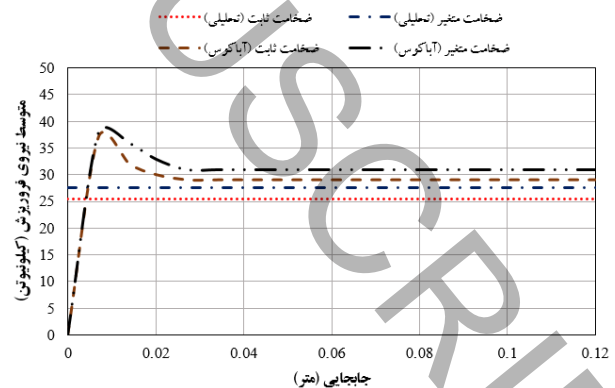 ضخامت ثابت (تحلیلی)
ضخامت متغیر (تحلیلی)
ضخامت ثابت (آباکوس)
ضخامت متغیر (آباکوس)
متوسط نیروی فروریزش (کیلونیوتن)
50
45
40
35
30
25
20
15
10
5
0
0 0.02 0.04 0.06 0.08 0.1 0.12
جابجایی (متر)